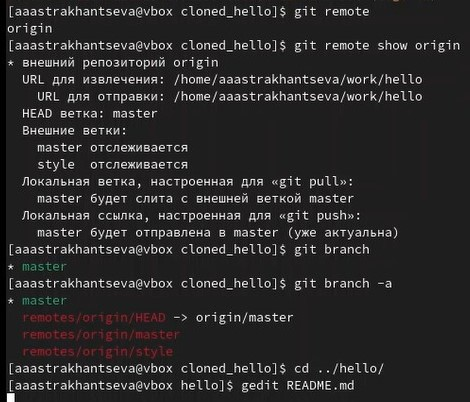 [aaastrakhantseva@vbox cloned_hello]$ git remote
origin
[aaastrakhantseva@vbox cloned_hello]$ git remote show origin
* внешний репозиторий origin
  URL для извлечения: /home/aaastrakhantseva/work/hello
    URL для отправки: /home/aaastrakhantseva/work/hello
  HEAD ветка: master
  Внешние ветки:
    master отслеживается
    style  отслеживается
  Локальная ветка, настроенная для «git pull»:
    master будет слита с внешней веткой master
  Локальная ссылка, настроенная для «git push»:
    master будет отправлена в master (уже актуальна)
[aaastrakhantseva@vbox cloned_hello]$ git branch
* master
[aaastrakhantseva@vbox cloned_hello]$ git branch -a
* master
  remotes/origin/HEAD -> origin/master
  remotes/origin/master
  remotes/origin/style
[aaastrakhantseva@vbox cloned_hello]$ cd ../hello/
[aaastrakhantseva@vbox hello]$ gedit README.md